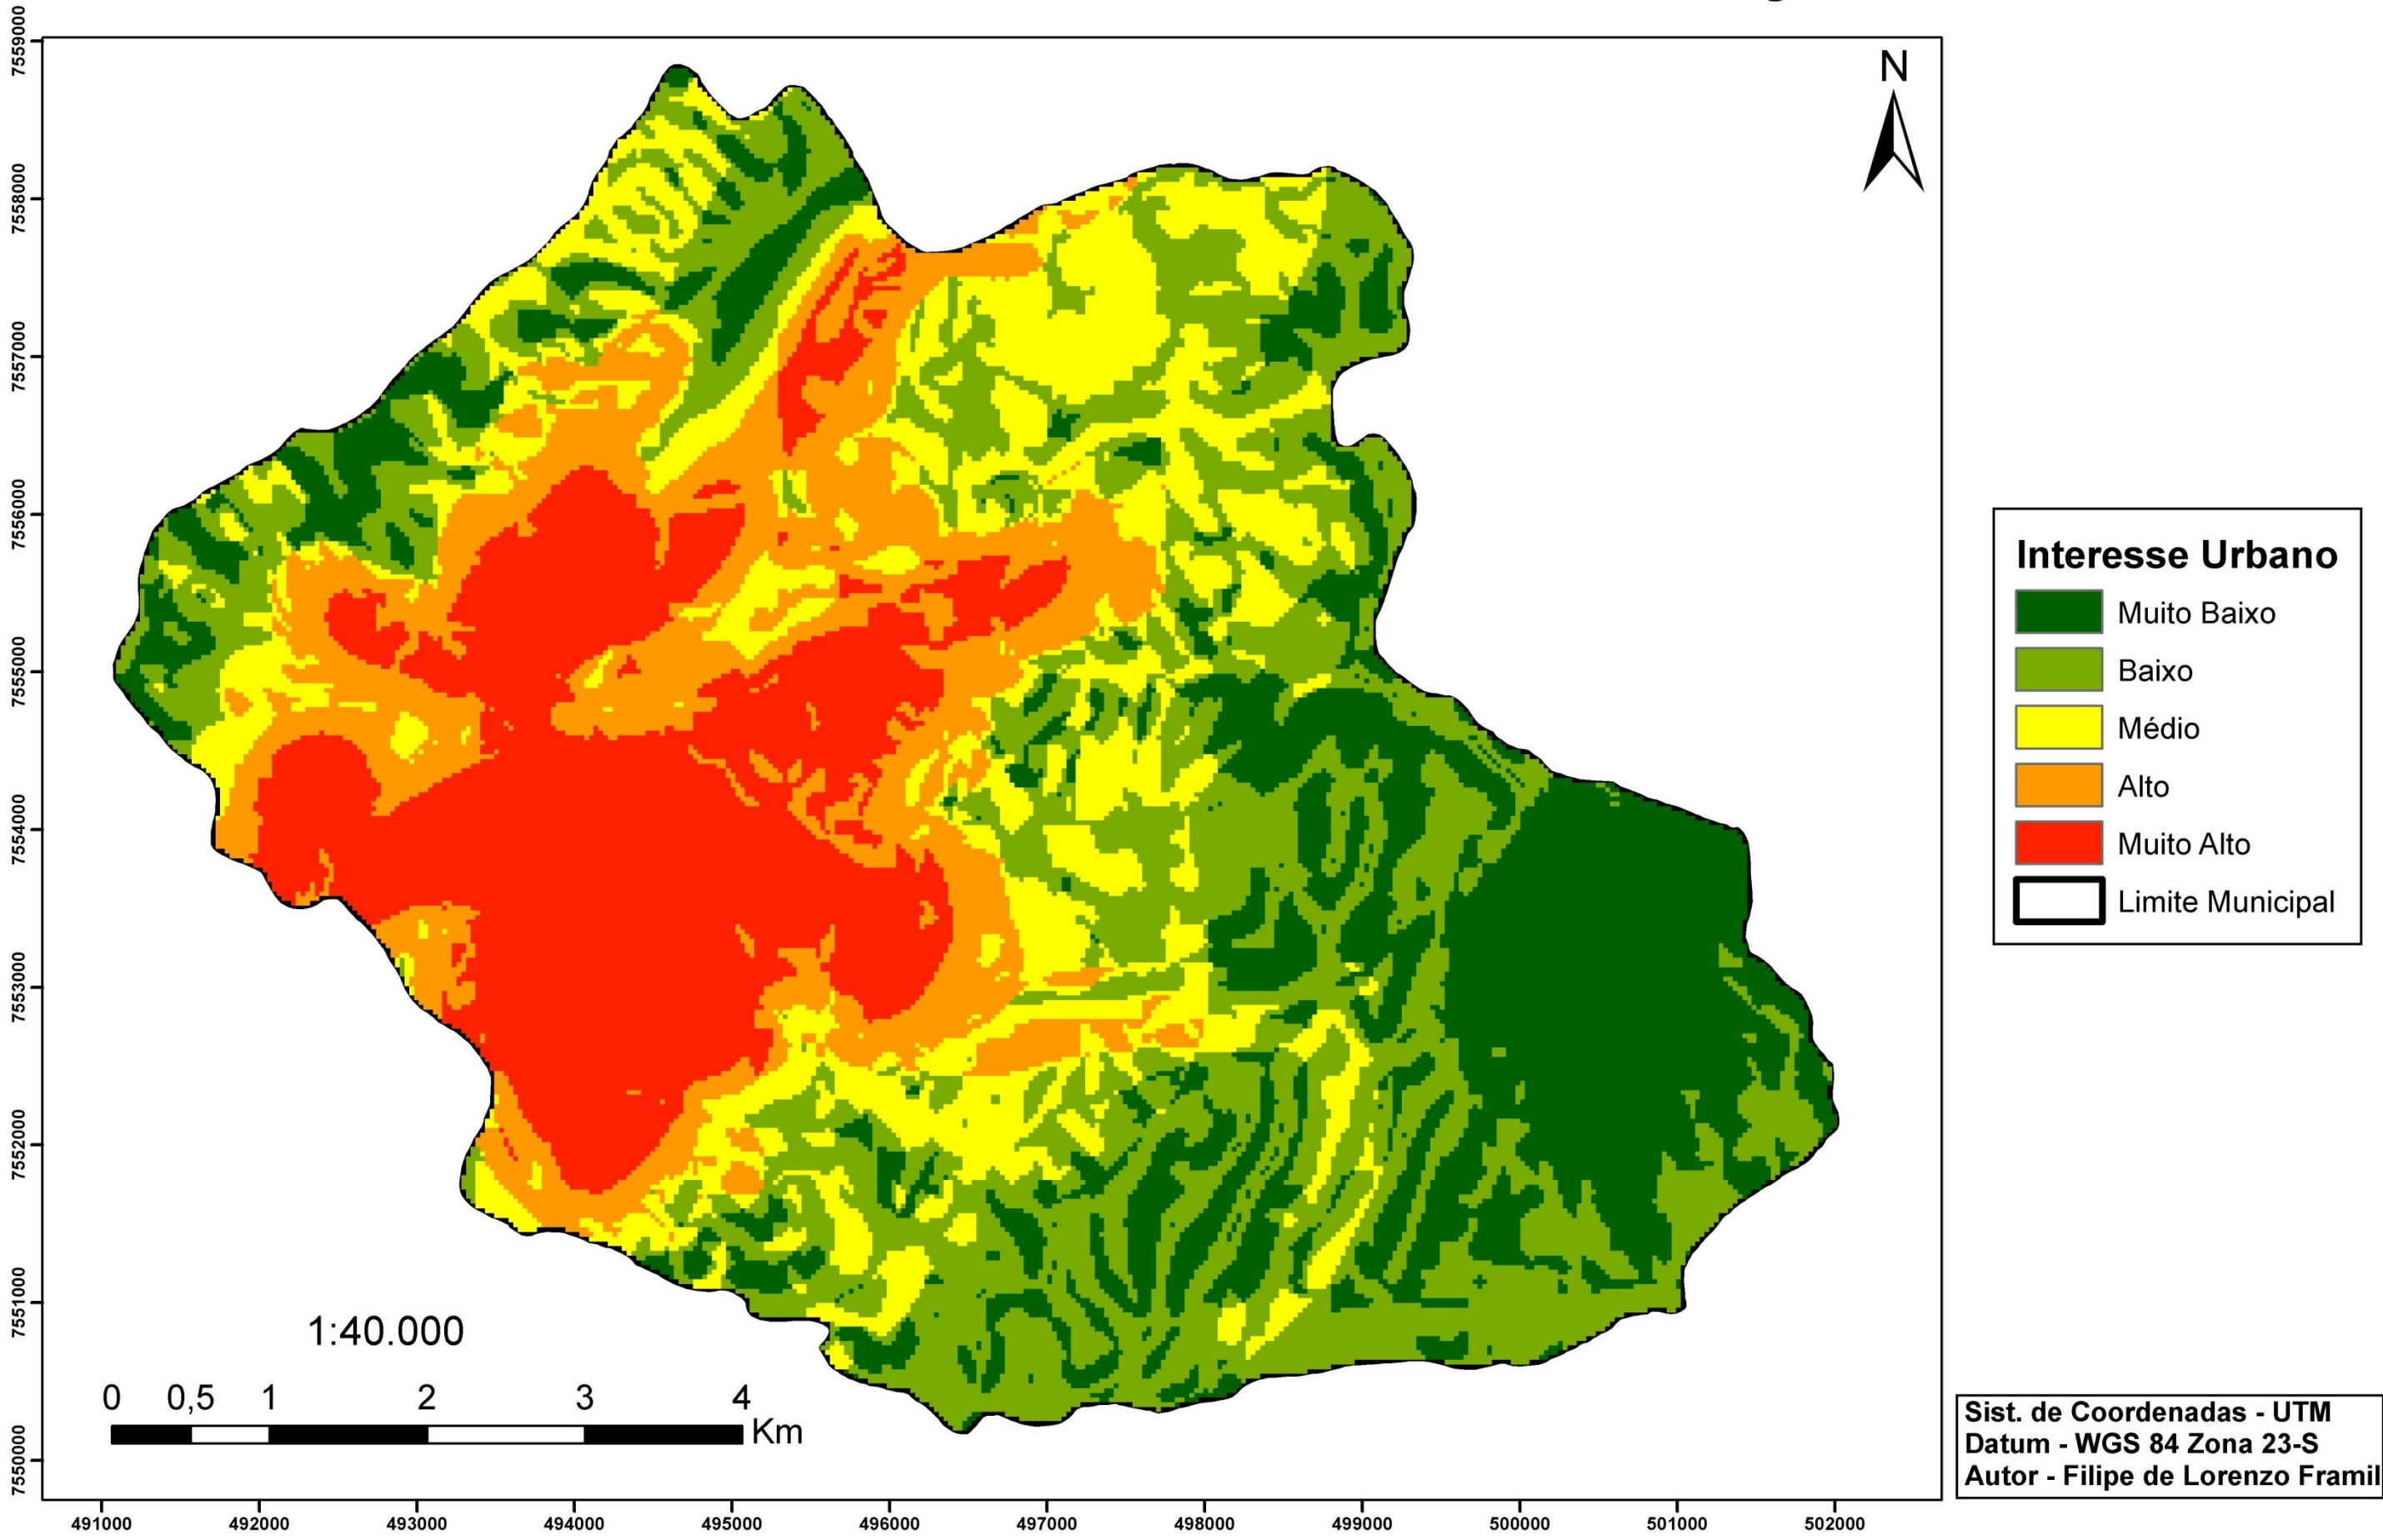 N
7559000
7558000
7557000
7556000
7555000
7554000
7553000
7552000
7551000
7550000
Interesse Urbano
Muito Baixo
Baixo
Médio
Alto
Muito Alto
Limite Municipal
1:40.000
0 0,5 1 2 3 4
Km
Sist. de Coordenadas - UTM
Datum - WGS 84 Zona 23-S
Autor - Filipe de Lorenzo Framil
491000 492000 493000 494000 495000 496000 497000 498000 499000 500000 501000 502000